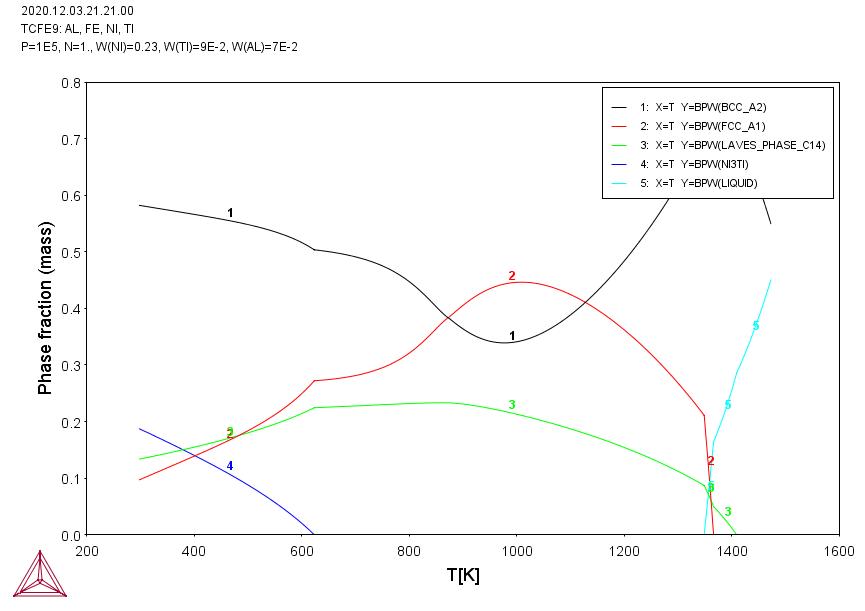 2020.12.03.21.21.00
TCFE9: AL, FE, NI, TI
P=1E5, N=1., W(NI)=0.23, W(TI)=9E-2, W(AL)=7E-2
0.8
0.7
0.6
0.5
0.4
0.3
0.2
0.1
0.0
Phase fraction (mass)
1: X=T Y=BPW(BCC_A2)
2: X=T Y=BPW(FCC_A1)
3: X=T Y=BPW(LAVES_PHASE_C14)
4: X=T Y=BPW(NI3TI)
5: X=T Y=BPW(LIQUID)
1
2
1
5
3
5
2
4
2
3
200 400 600 800 1000 1200 1400 1600
T[K]